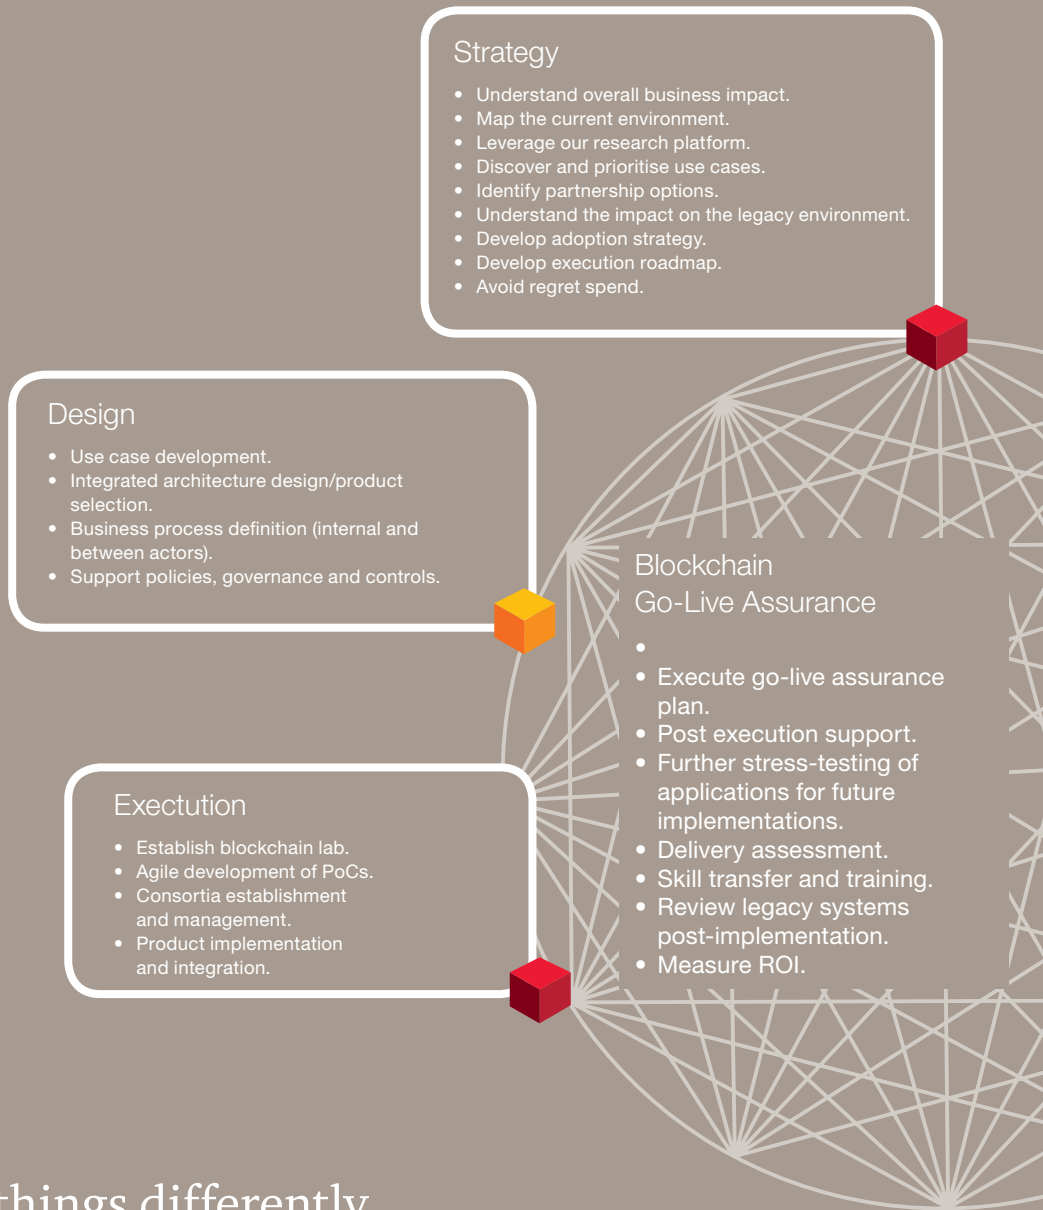 Strategy
• Understand overall business impact.
• Map the current environment.
• Leverage our research platform.
• Discover and prioritise use cases.
• Identify partnership options.
• Understand the impact on the legacy environment.
• Develop adoption strategy.
• Develop execution roadmap.
• Avoid regret spend.
Design
• Use case development.
• Integrated architecture design/product
selection.
• Business process definition (internal and
between actors).
• Support policies, governance and controls.
Blockchain
Go-Live Assurance
•
• Execute go-live assurance
plan.
• Post execution support.
• Further stress-testing of
applications for future
implementations.
• Delivery assessment.
• Skill transfer and training.
• Review legacy systems
post-implementation.
• Measure ROI.
Exectution
• Establish blockchain lab.
• Agile development of PoCs.
• Consortia establishment
and management.
• Product implementation
and integration.
things differently